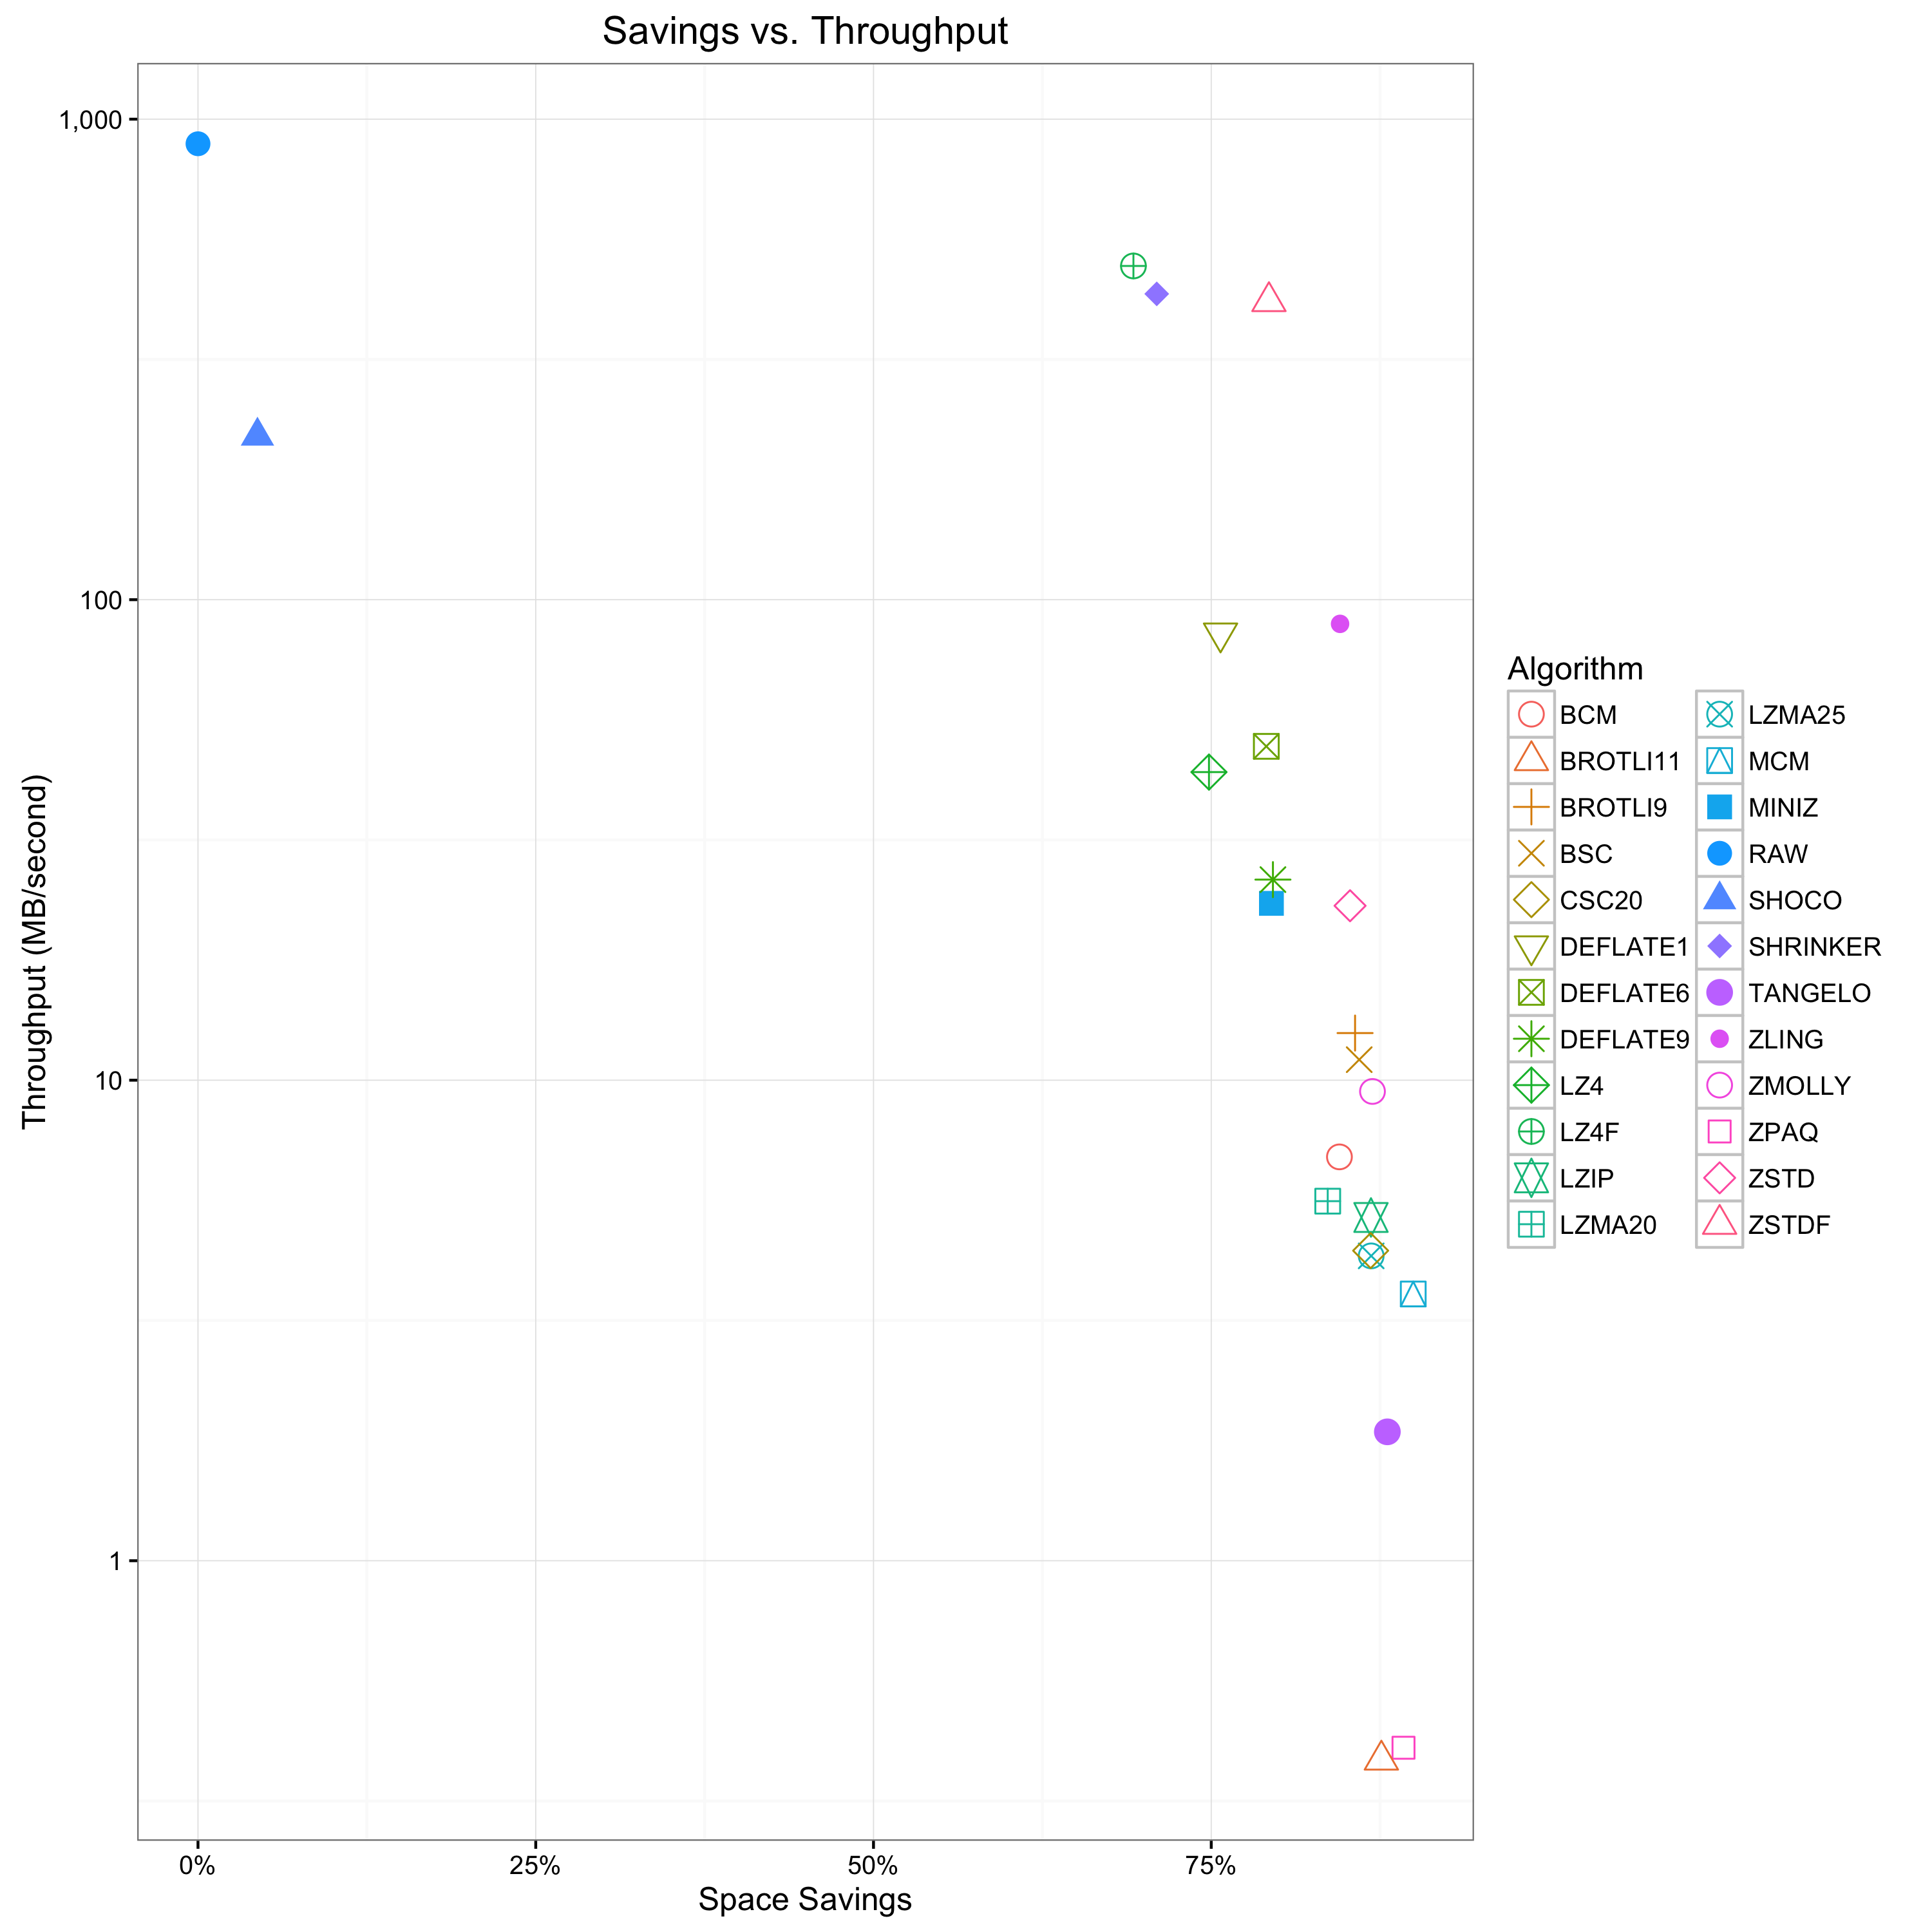 Savings vs. Throughput
1,000
100
10
1
Throughput (MB/second)
0%
25%
50%
75%
Space Savings
Algorithm
BCM
BROTLI11
BROTLI9
BSC
CSC20
DEFLATE1
DEFLATE6
DEFLATE9
LZ4
LZ4F
LZIP
LZMA20
LZMA25
MCM
MINIZ
RAW
SHOCO
SHRINKER
TANGELO
ZLING
ZMOLLY
ZPAQ
ZSTD
ZSTDF